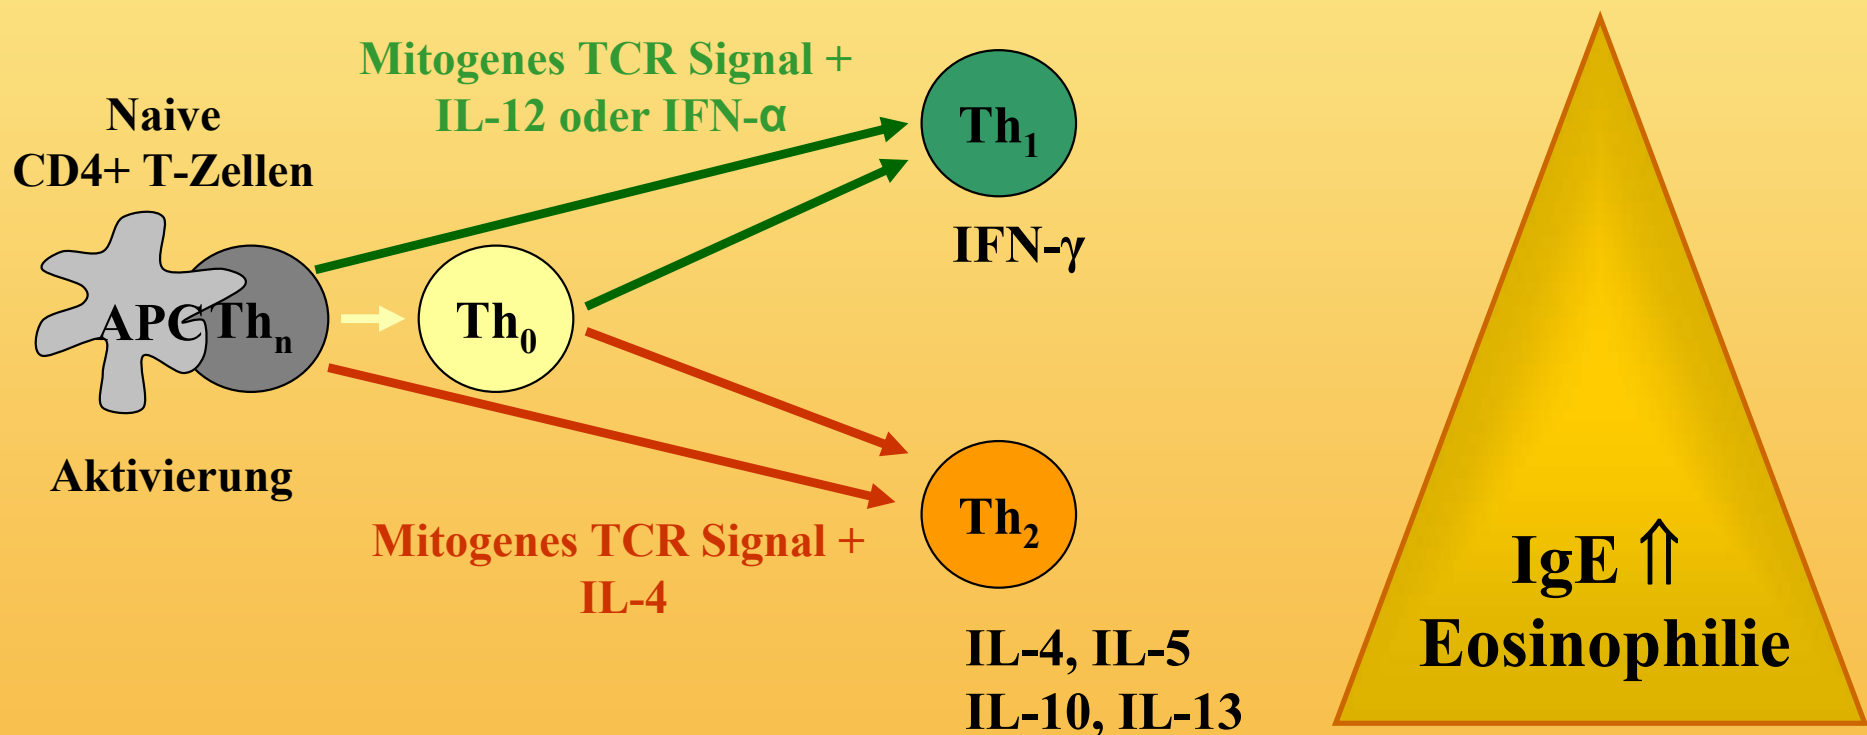 Mitogenes TCR Signal +
IL-12 oder IFN-α
Naive
CD4+ T-Zellen
APC
Thn
Th0
Th1
IFN-γ
Aktivierung
Mitogenes TCR Signal +
IL-4
Th2
IL-4, IL-5
IL-10, IL-13
IgE ⇑
Eosinophilie